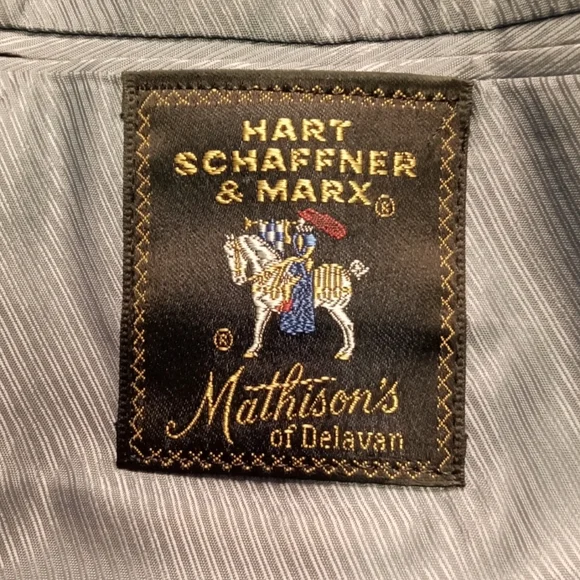 HART
SCHAFFNER
& MARX®
®
Mathison's
of Delavan